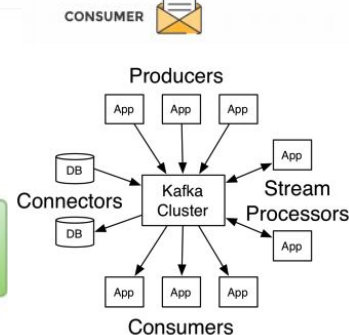 CONSUMER
Producers
App App App
DB
App
Connectors
Kafka
Cluster
Stream
Processors
DB
App
App App App
Consumers